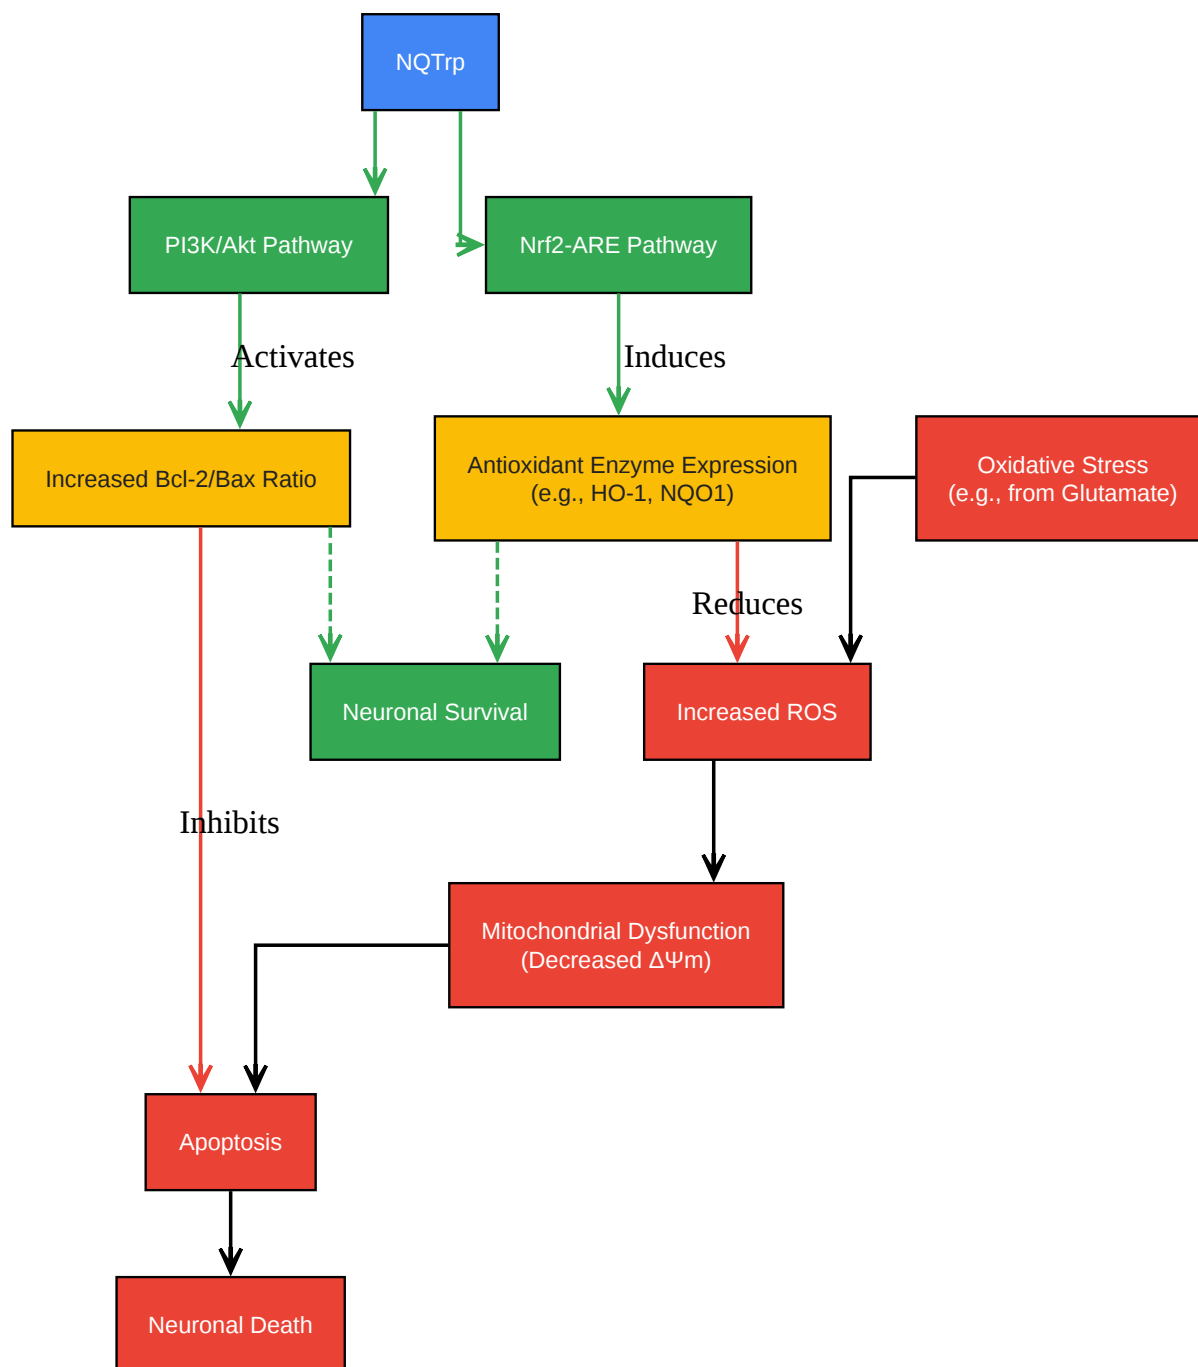 NQTrp
PI3K/Akt Pathway
Nrf2-ARE Pathway
Activates
Induces
Increased Bcl-2/Bax Ratio
Antioxidant Enzyme Expression
(e.g., HO-1, NQO1)
Oxidative Stress
(e.g., from Glutamate)
Reduces
Neuronal Survival
Increased ROS
Inhibits
Mitochondrial Dysfunction
(Decreased ΔΨm)
Apoptosis
Neuronal Death